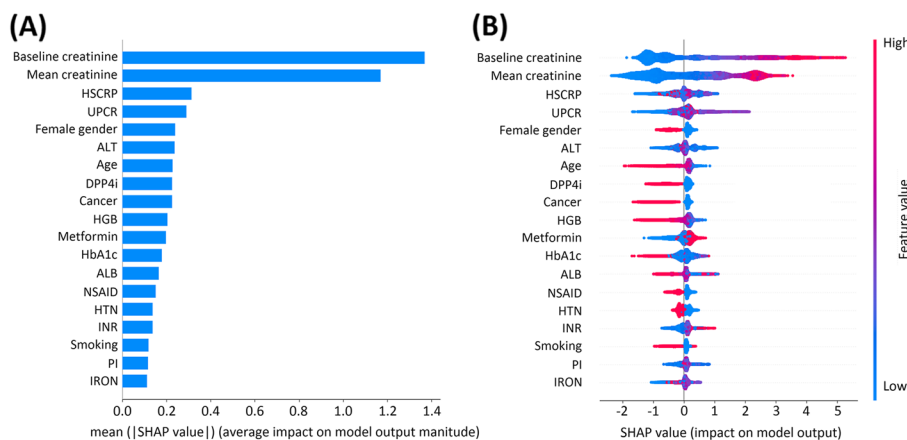 (A)
Baseline creatinine
Mean creatinine
HSCRP
UPCR
Female gender
ALT
Age
DPP4i
Cancer
HGB
Metformin
HbA1c
ALB
NSAID
HTN
INR
Smoking
PI
IRON
0.0 0.2 0.4 0.6 0.8 1.0 1.2 1.4
mean (|SHAP value|) (average impact on model output manitude)
(B)
Baseline creatinine
Mean creatinine
HSCRP
UPCR
Female gender
ALT
Age
DPP4i
Cancer
HGB
Metformin
HbA1c
ALB
NSAID
HTN
INR
Smoking
PI
IRON
-2 -1 0 1 2 3 4 5
SHAP value (impact on model output)
High
Feature value
Low